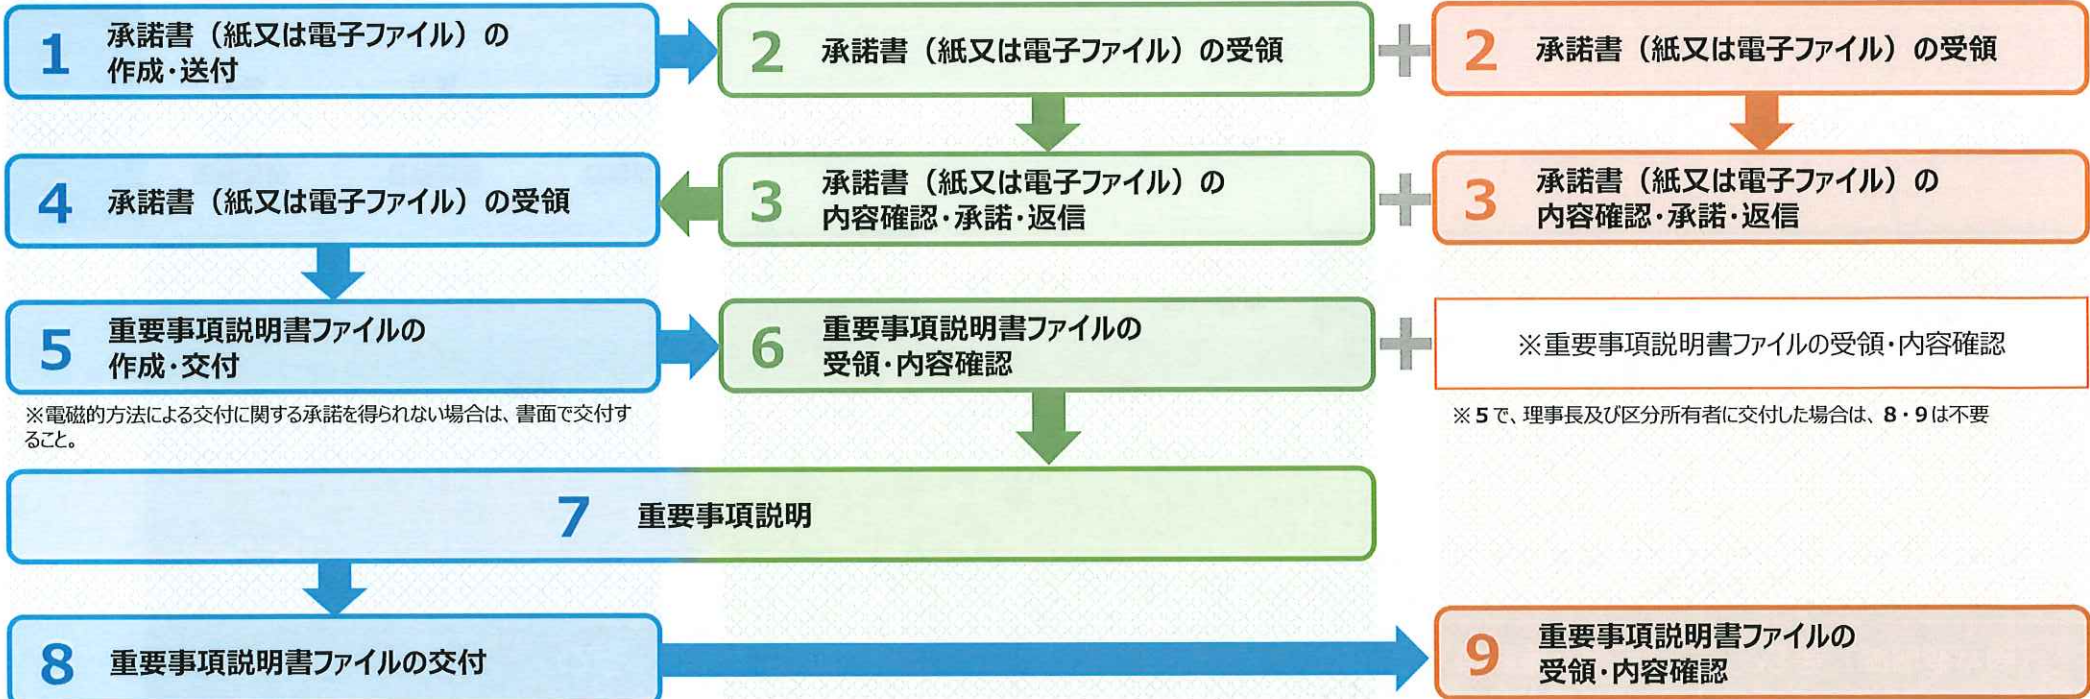 1 承諾書（紙又は電子ファイル）の
作成・送付
2 承諾書（紙又は電子ファイル）の受領
2 承諾書（紙又は電子ファイル）の受領
4 承諾書（紙又は電子ファイル）の受領
3 承諾書（紙又は電子ファイル）の
内容確認・承諾・返信
3 承諾書（紙又は電子ファイル）の
内容確認・承諾・返信
5 重要事項説明書ファイルの
作成・交付
6 重要事項説明書ファイルの
受領・内容確認
※重要事項説明書ファイルの受領・内容確認
※電磁的方法による交付に関する承諾を得られない場合は、書面で交付す
ること。
※５で、理事長及び区分所有者に交付した場合は、８・９は不要
7 重要事項説明
8 重要事項説明書ファイルの交付
9 重要事項説明書ファイルの
受領・内容確認